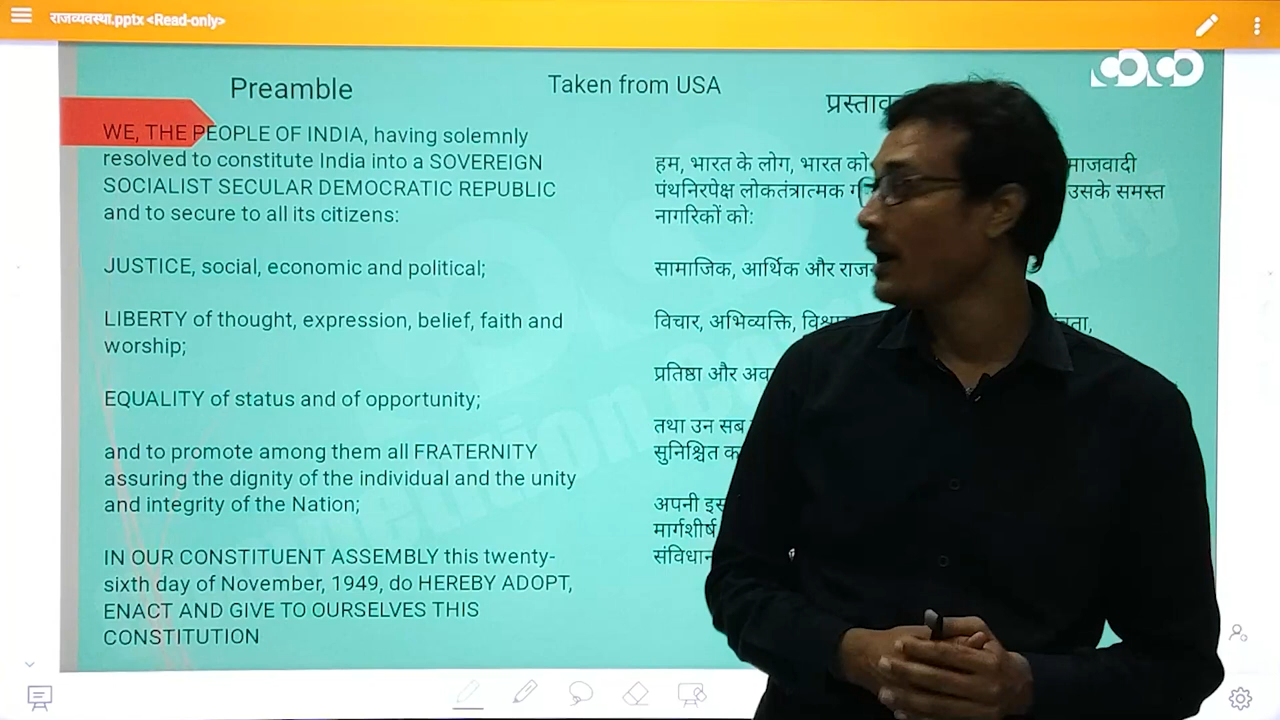 राजव्यवस्था.pptx <Read-only>
Preamble
Taken from USA
WE, THE PEOPLE OF INDIA, having solemnly
resolved to constitute India into a SOVEREIGN
SOCIALIST SECULAR DEMOCRATIC REPUBLIC
and to secure to all its citizens:
JUSTICE, social, economic and political;
LIBERTY of thought, expression, belief, faith and
worship;
EQUALITY of status and of opportunity;
and to promote among them all FRATERNITY
assuring the dignity of the individual and the unity
and integrity of the Nation;
IN OUR CONSTITUENT ASSEMBLY this twenty-
sixth day of November, 1949, do HEREBY ADOPT,
ENACT AND GIVE TO OURSELVES THIS
CONSTITUTION
हम, भारत के लोग, भारत को
पंथनिरपेक्ष लोकतंत्रात्मक उसके समस्त
नागरिकों को:
सामाजिक, आर्थिक और
विचार, अभिव्यक्ति,
प्रतिष्ठा और
तथा उन सब
सुनिश्चित
अपनी
मार्गशीर्ष
संविधान